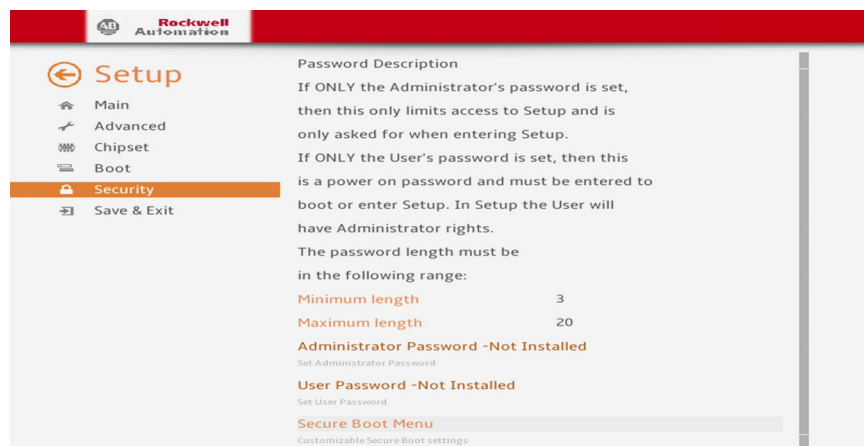 AB
Rockwell
Automation
Setup
Main
Advanced
Chipset
Boot
Security
Save & Exit
Password Description
If ONLY the Administrator's password is set,
then this only limits access to Setup and is
only asked for when entering Setup.
If ONLY the User's password is set, then this
is a power on password and must be entered to
boot or enter Setup. In Setup the User will
have Administrator rights.
The password length must be
in the following range:
Minimum length 3
Maximum length 20
Administrator Password -Not Installed
Set Administrator Password
User Password -Not Installed
Set User Password
Secure Boot Menu
Customizable Secure Boot settings